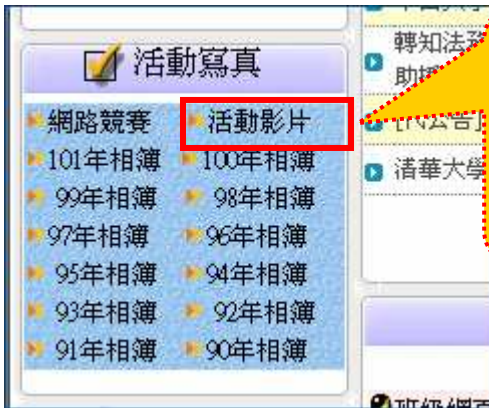 活動寫真
網路競賽 活動影片
101年相簿 100年相簿
99年相簿 98年相簿
97年相簿 96年相簿
95年相簿 94年相簿
93年相簿 92年相簿
91年相簿 90年相簿
轉知法務
助
[代公告]
清華大學
班級網頁